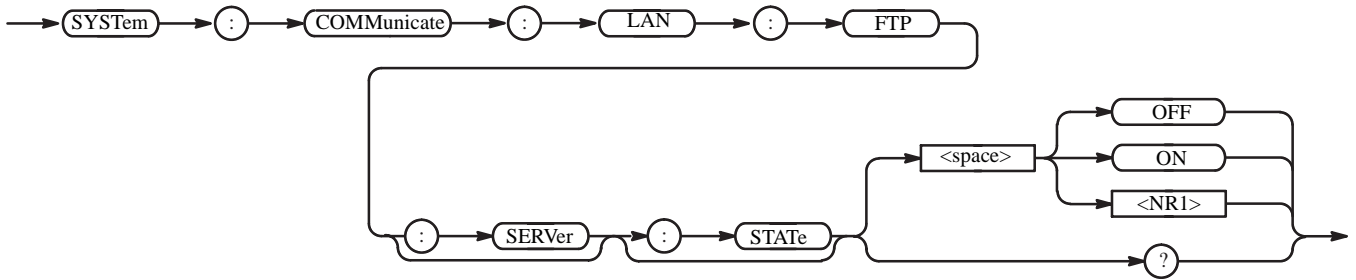 SYSTem : COMMunicate : LAN : FTP
OFF
<space> ON
<NR1>
: SERVer : STATe
?